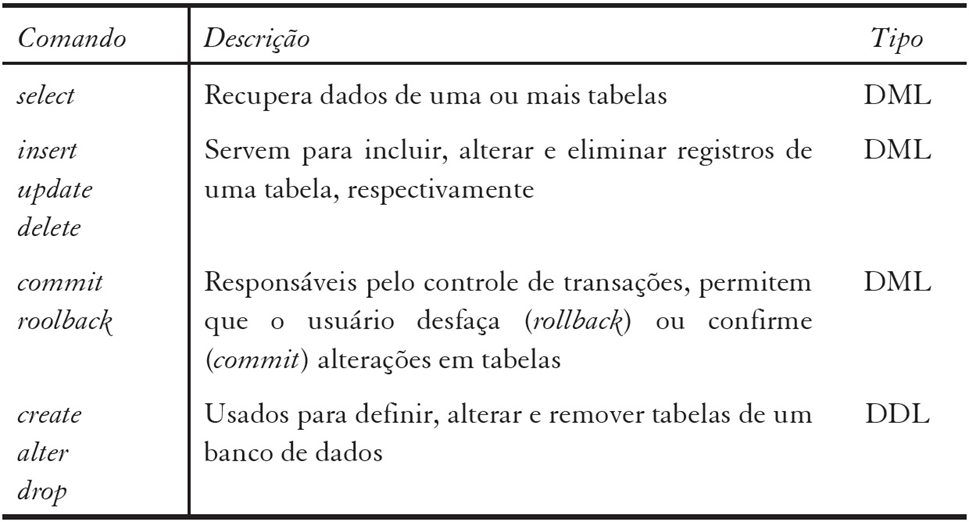 Comando Descrição Tipo
select Recupera dados de uma ou mais tabelas DML
insert Servem para incluir, alterar e eliminar registros de DML
update uma tabela, respectivamente
delete
commit Responsáveis pelo controle de transações, permitem DML
roolback que o usuário desfaça (rollback) ou confirme
(commit) alterações em tabelas
create Usados para definir, alterar e remover tabelas de um DDL
alter banco de dados
drop